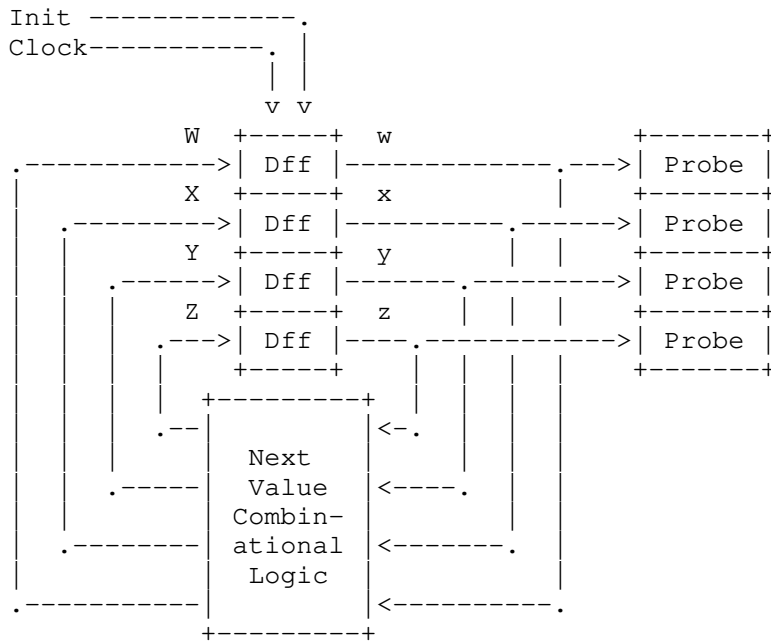 Init
Clock
W w
Dff Probe
X x
Dff Probe
Y y
Dff Probe
Z z
Dff Probe
Next
Value
Combin-
ational
Logic